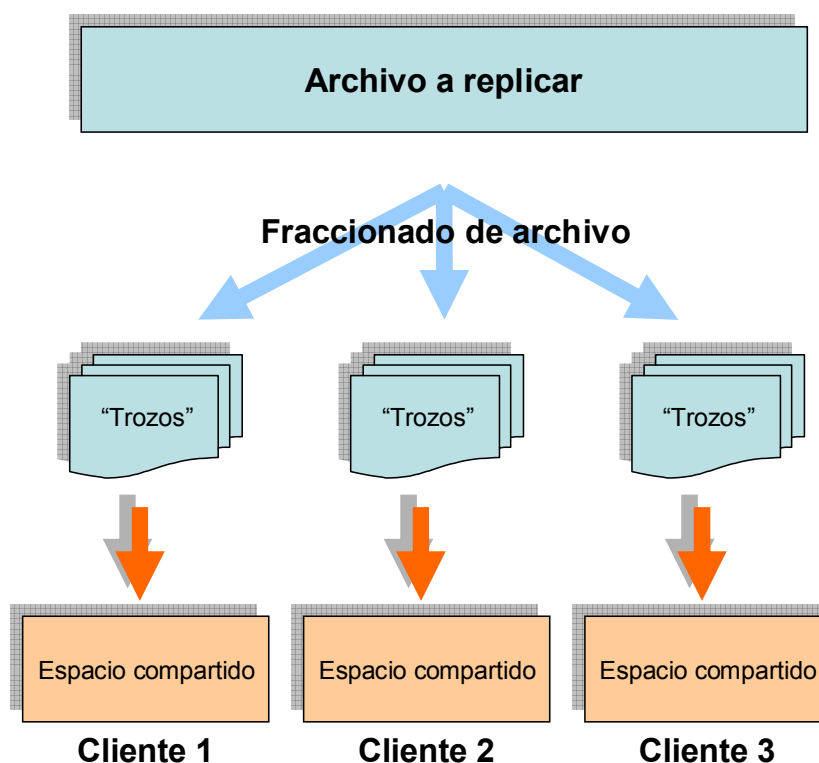 Archivo a replicar
Fraccionado de archivo
“Trozos”
“Trozos”
“Trozos”
Espacio compartido
Espacio compartido
Espacio compartido
Cliente 1
Cliente 2
Cliente 3